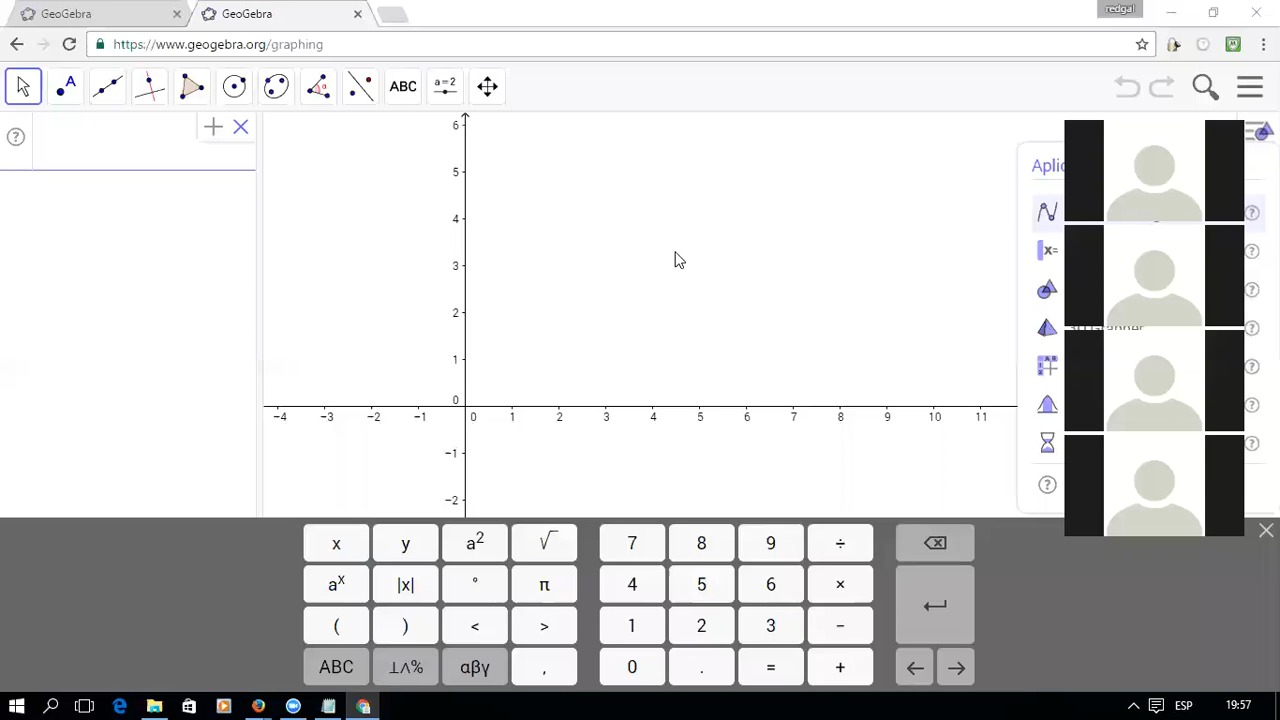 redgal
GeoGebra
GeoGebra
https://www.geogebra.org/graphing
A
α
ABC
a=2
Aplic
x=
6
5
4
3
2
1
0
−4 −3 −2 −1 0 1 2 3 4 5 6 7 8 9 10 11
−1
−2
x y a² √ 7 8 9 ÷
aˣ |x| ° π 4 5 6 ×
( ) < > 1 2 3 −
ABC ⊥∧% αβγ , 0 . = +
ESP 19:57